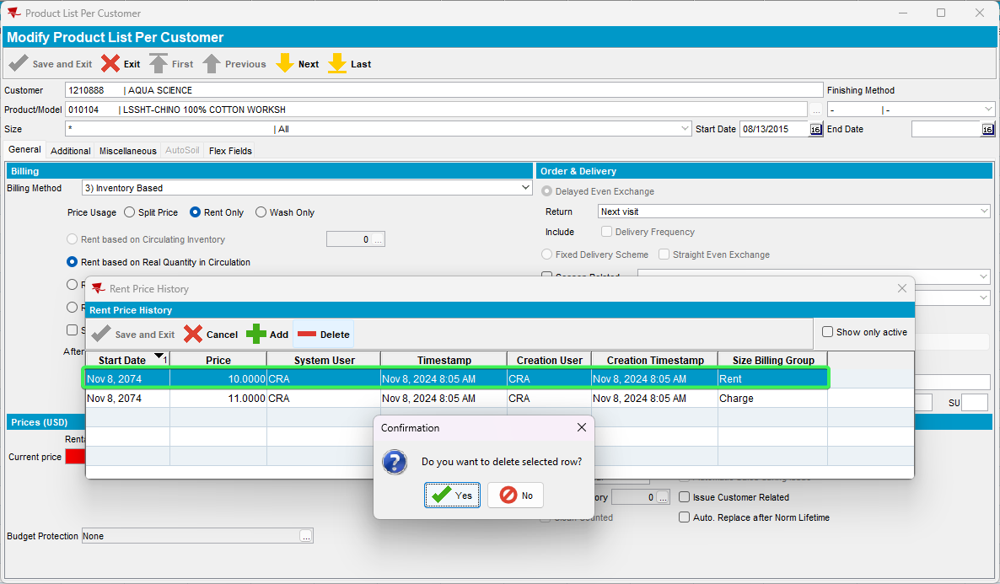 Product List Per Customer
Modify Product List Per Customer
Save and Exit Exit First Previous Next Last
Customer 1210888 | AQUA SCIENCE Finishing Method
Product/Model 010104 | LSSHT-CHINO 100% COTTON WORKSH ... - | -
Size * | All Start Date 08/13/2015 16 End Date 16
General Additional Miscellaneous AutoSoil Flex Fields
Billing Order & Delivery
Billing Method 3) Inventory Based Delayed Even Exchange
Price Usage Split Price Rent Only Wash Only Return Next visit
Include Delivery Frequency
Rent based on Circulating Inventory 0 ...
Fixed Delivery Scheme Straight Even Exchange
Rent based on Real Quantity in Circulation
R
Rent Price History
Rent Price History
Save and Exit Cancel Add Delete Show only active
S
After
Start Date 1 Price System User Timestamp Creation User Creation Timestamp Size Billing Group
Nov 8, 2074 10.0000 CRA Nov 8, 2024 8:05 AM CRA Nov 8, 2024 8:05 AM Rent
Nov 8, 2074 11.0000 CRA Nov 8, 2024 8:05 AM CRA Nov 8, 2024 8:05 AM Charge
SU
Prices (USD)
Current price
Confirmation
Do you want to delete selected row?
Yes No
ory 0 ... Issue Customer Related
Auto. Replace after Norm Lifetime
Budget Protection None ...